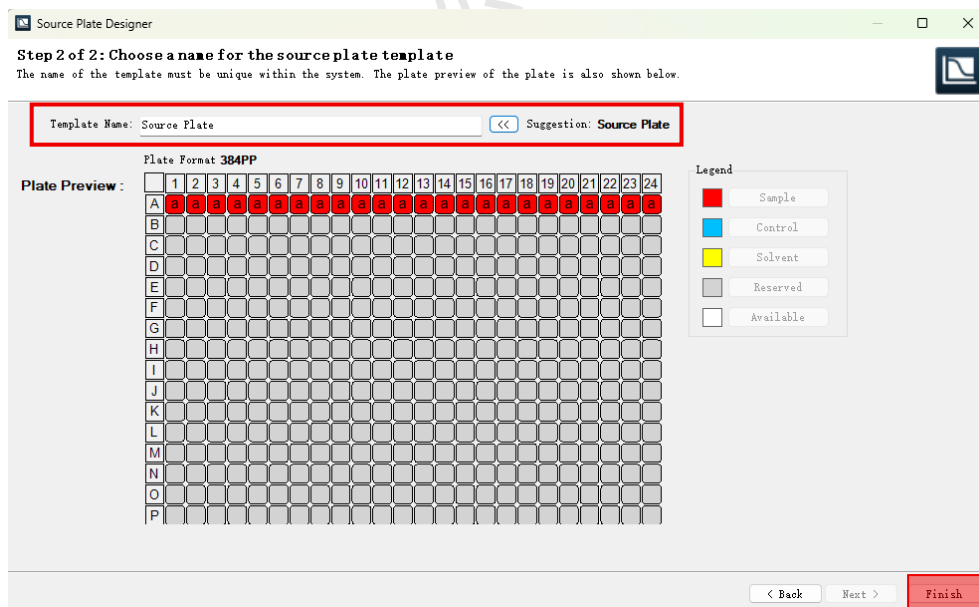 Source Plate Designer
Step 2 of 2: Choose a name for the source plate template
The name of the template must be unique within the system. The plate preview of the plate is also shown below.
Template Name: Source Plate << Suggestion: Source Plate
Plate Format 384PP
Plate Preview :
1 2 3 4 5 6 7 8 9 10 11 12 13 14 15 16 17 18 19 20 21 22 23 24
A a a a a a a a a a a a a a a a a a a a a a a a a
B
C
D
E
F
G
H
I
J
K
L
M
N
O
P
Legend
Sample
Control
Solvent
Reserved
Available
< Back Next > Finish